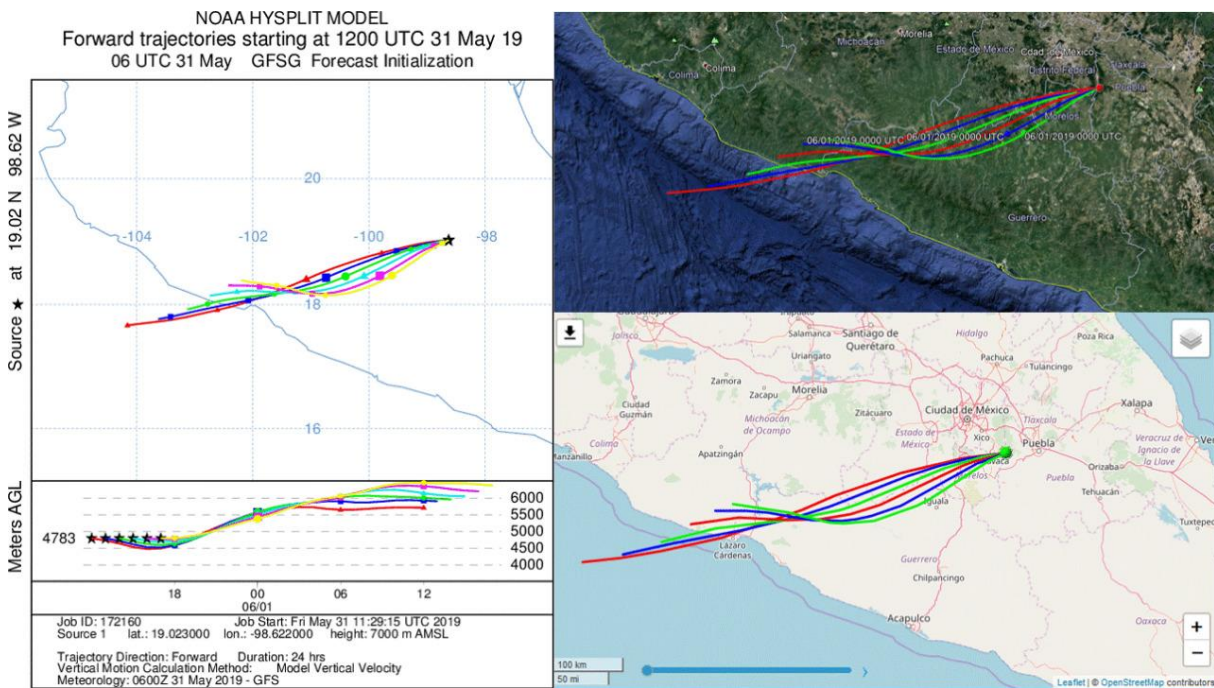 NOAA HYSPLIT MODEL
Forward trajectories starting at 1200 UTC 31 May 19
06 UTC 31 May GFSG Forecast Initialization
Source ★ at 19.02 N 98.62 W
20
-104 -102 -100 -98
18
16
Meters AGL
4783
6000
5500
5000
4500
4000
18 00 06 12
06/01
Job ID: 172160 Job Start: Fri May 31 11:29:15 UTC 2019
Source 1 lat.: 19.023000 lon.: -98.622000 height: 7000 m AMSL
Trajectory Direction: Forward Duration: 24 hrs
Vertical Motion Calculation Method: Model Vertical Velocity
Meteorology: 0600Z 31 May 2019 - GFS
Michoacan
Morelia
Estado de México
Cdad de México
Tlaxcala
Colima
Colima
Distrito Federal
Puebla
Morelos
06/01/2019 0000 UTC
06/01/2019 0000 UTC
06/01/2019 0000 UTC
Guerrero
Jalisco
Salamanca
Santiago de
Querétaro
Hidalgo
Poza Rica
Uriangato
Pachuca
Tulancingo
Zamora
Zacapu
Morelia
Ciudad
Guzmán
Michoacán
de Ocampo
Zitácuaro
Ciudad de México
Tlaxcala
Xalapa
Estado de
México
Xico
Puebla
Veracruz de
Ignacio de
la Llave
Colima
Manzanillo
Apatzingán
Puebla
Orizaba
Tehuacán
Iguala
Tuxtepec
Lázaro
Cárdenas
Guerrero
Chilpancingo
Acapulco
Oaxaca
+
−
100 km
50 mi
Leaflet | © OpenStreetMap contributors